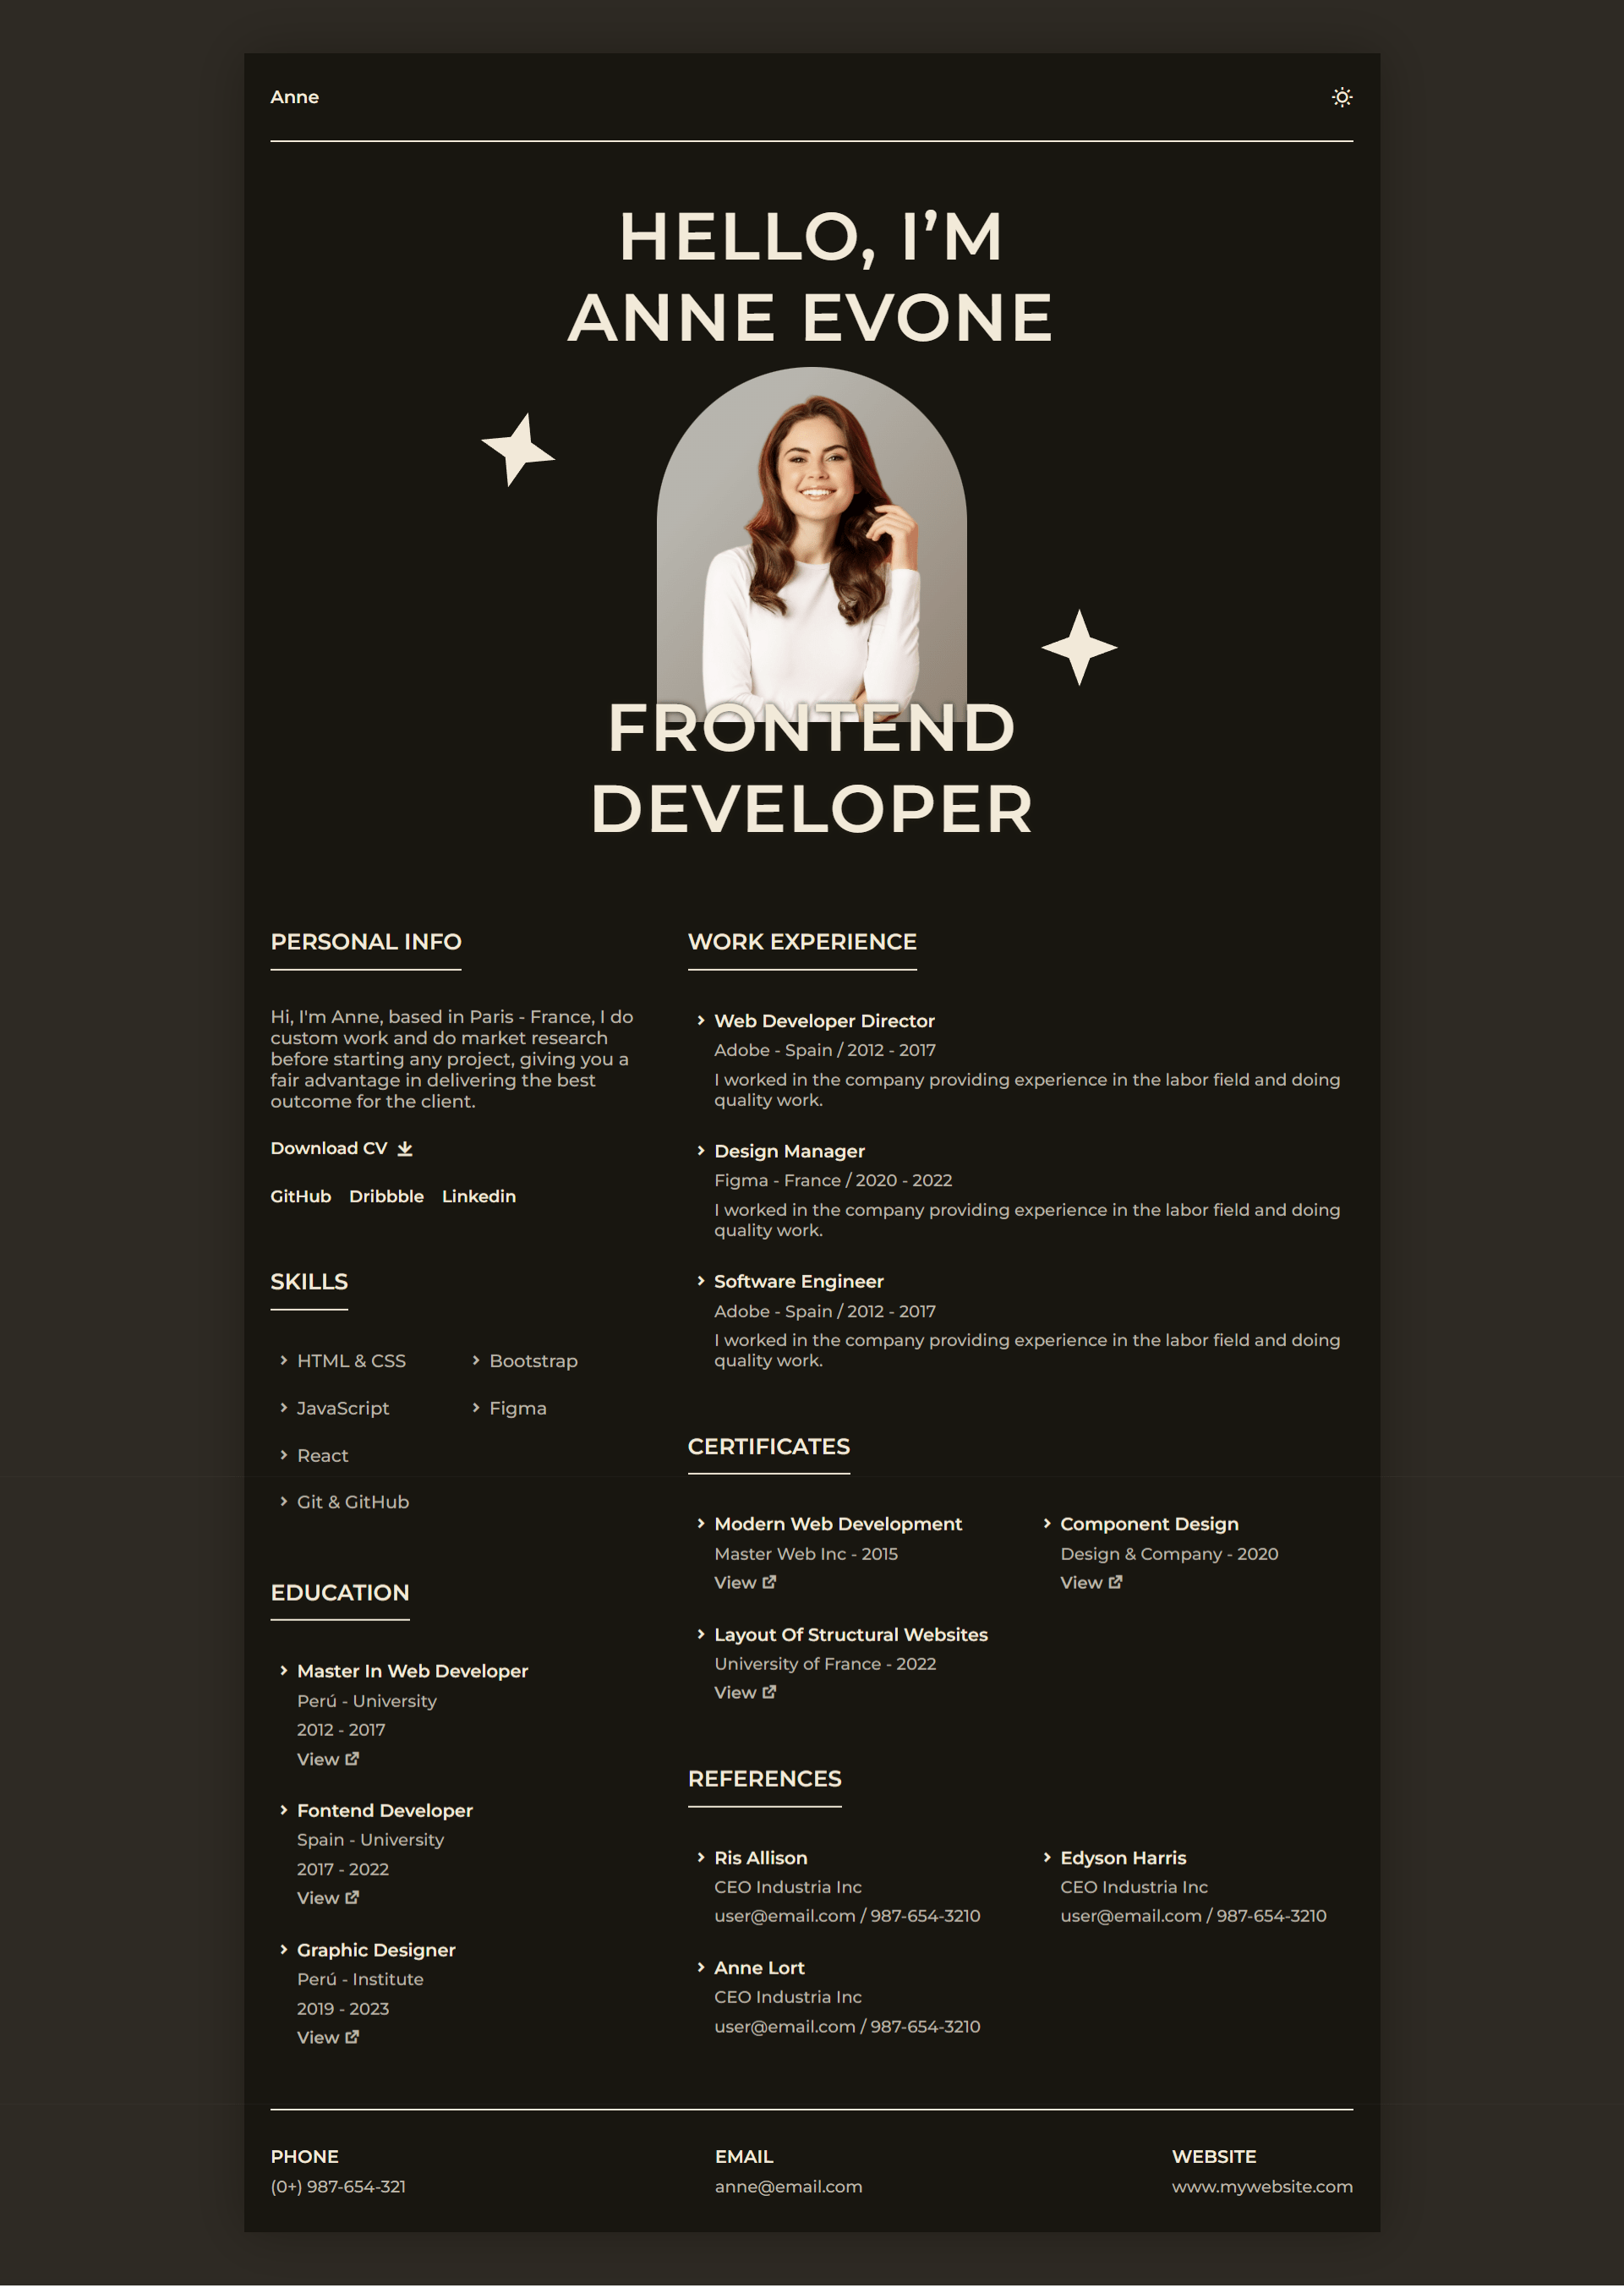 Anne
HELLO, I’M
ANNE EVONE
FRONTEND
DEVELOPER
PERSONAL INFO
Hi, I'm Anne, based in Paris - France, I do
custom work and do market research
before starting any project, giving you a
fair advantage in delivering the best
outcome for the client.
Download CV
GitHub Dribbble Linkedin
SKILLS
HTML & CSS
JavaScript
React
Git & GitHub
Bootstrap
Figma
EDUCATION
Master In Web Developer
Perú - University
2012 - 2017
View
Fontend Developer
Spain - University
2017 - 2022
View
Graphic Designer
Perú - Institute
2019 - 2023
View
WORK EXPERIENCE
Web Developer Director
Adobe - Spain / 2012 - 2017
I worked in the company providing experience in the labor field and doing
quality work.
Design Manager
Figma - France / 2020 - 2022
I worked in the company providing experience in the labor field and doing
quality work.
Software Engineer
Adobe - Spain / 2012 - 2017
I worked in the company providing experience in the labor field and doing
quality work.
CERTIFICATES
Modern Web Development
Master Web Inc - 2015
View
Component Design
Design & Company - 2020
View
Layout Of Structural Websites
University of France - 2022
View
REFERENCES
Ris Allison
CEO Industria Inc
user@email.com / 987-654-3210
Edyson Harris
CEO Industria Inc
user@email.com / 987-654-3210
Anne Lort
CEO Industria Inc
user@email.com / 987-654-3210
PHONE
(0+) 987-654-321
EMAIL
anne@email.com
WEBSITE
www.mywebsite.com